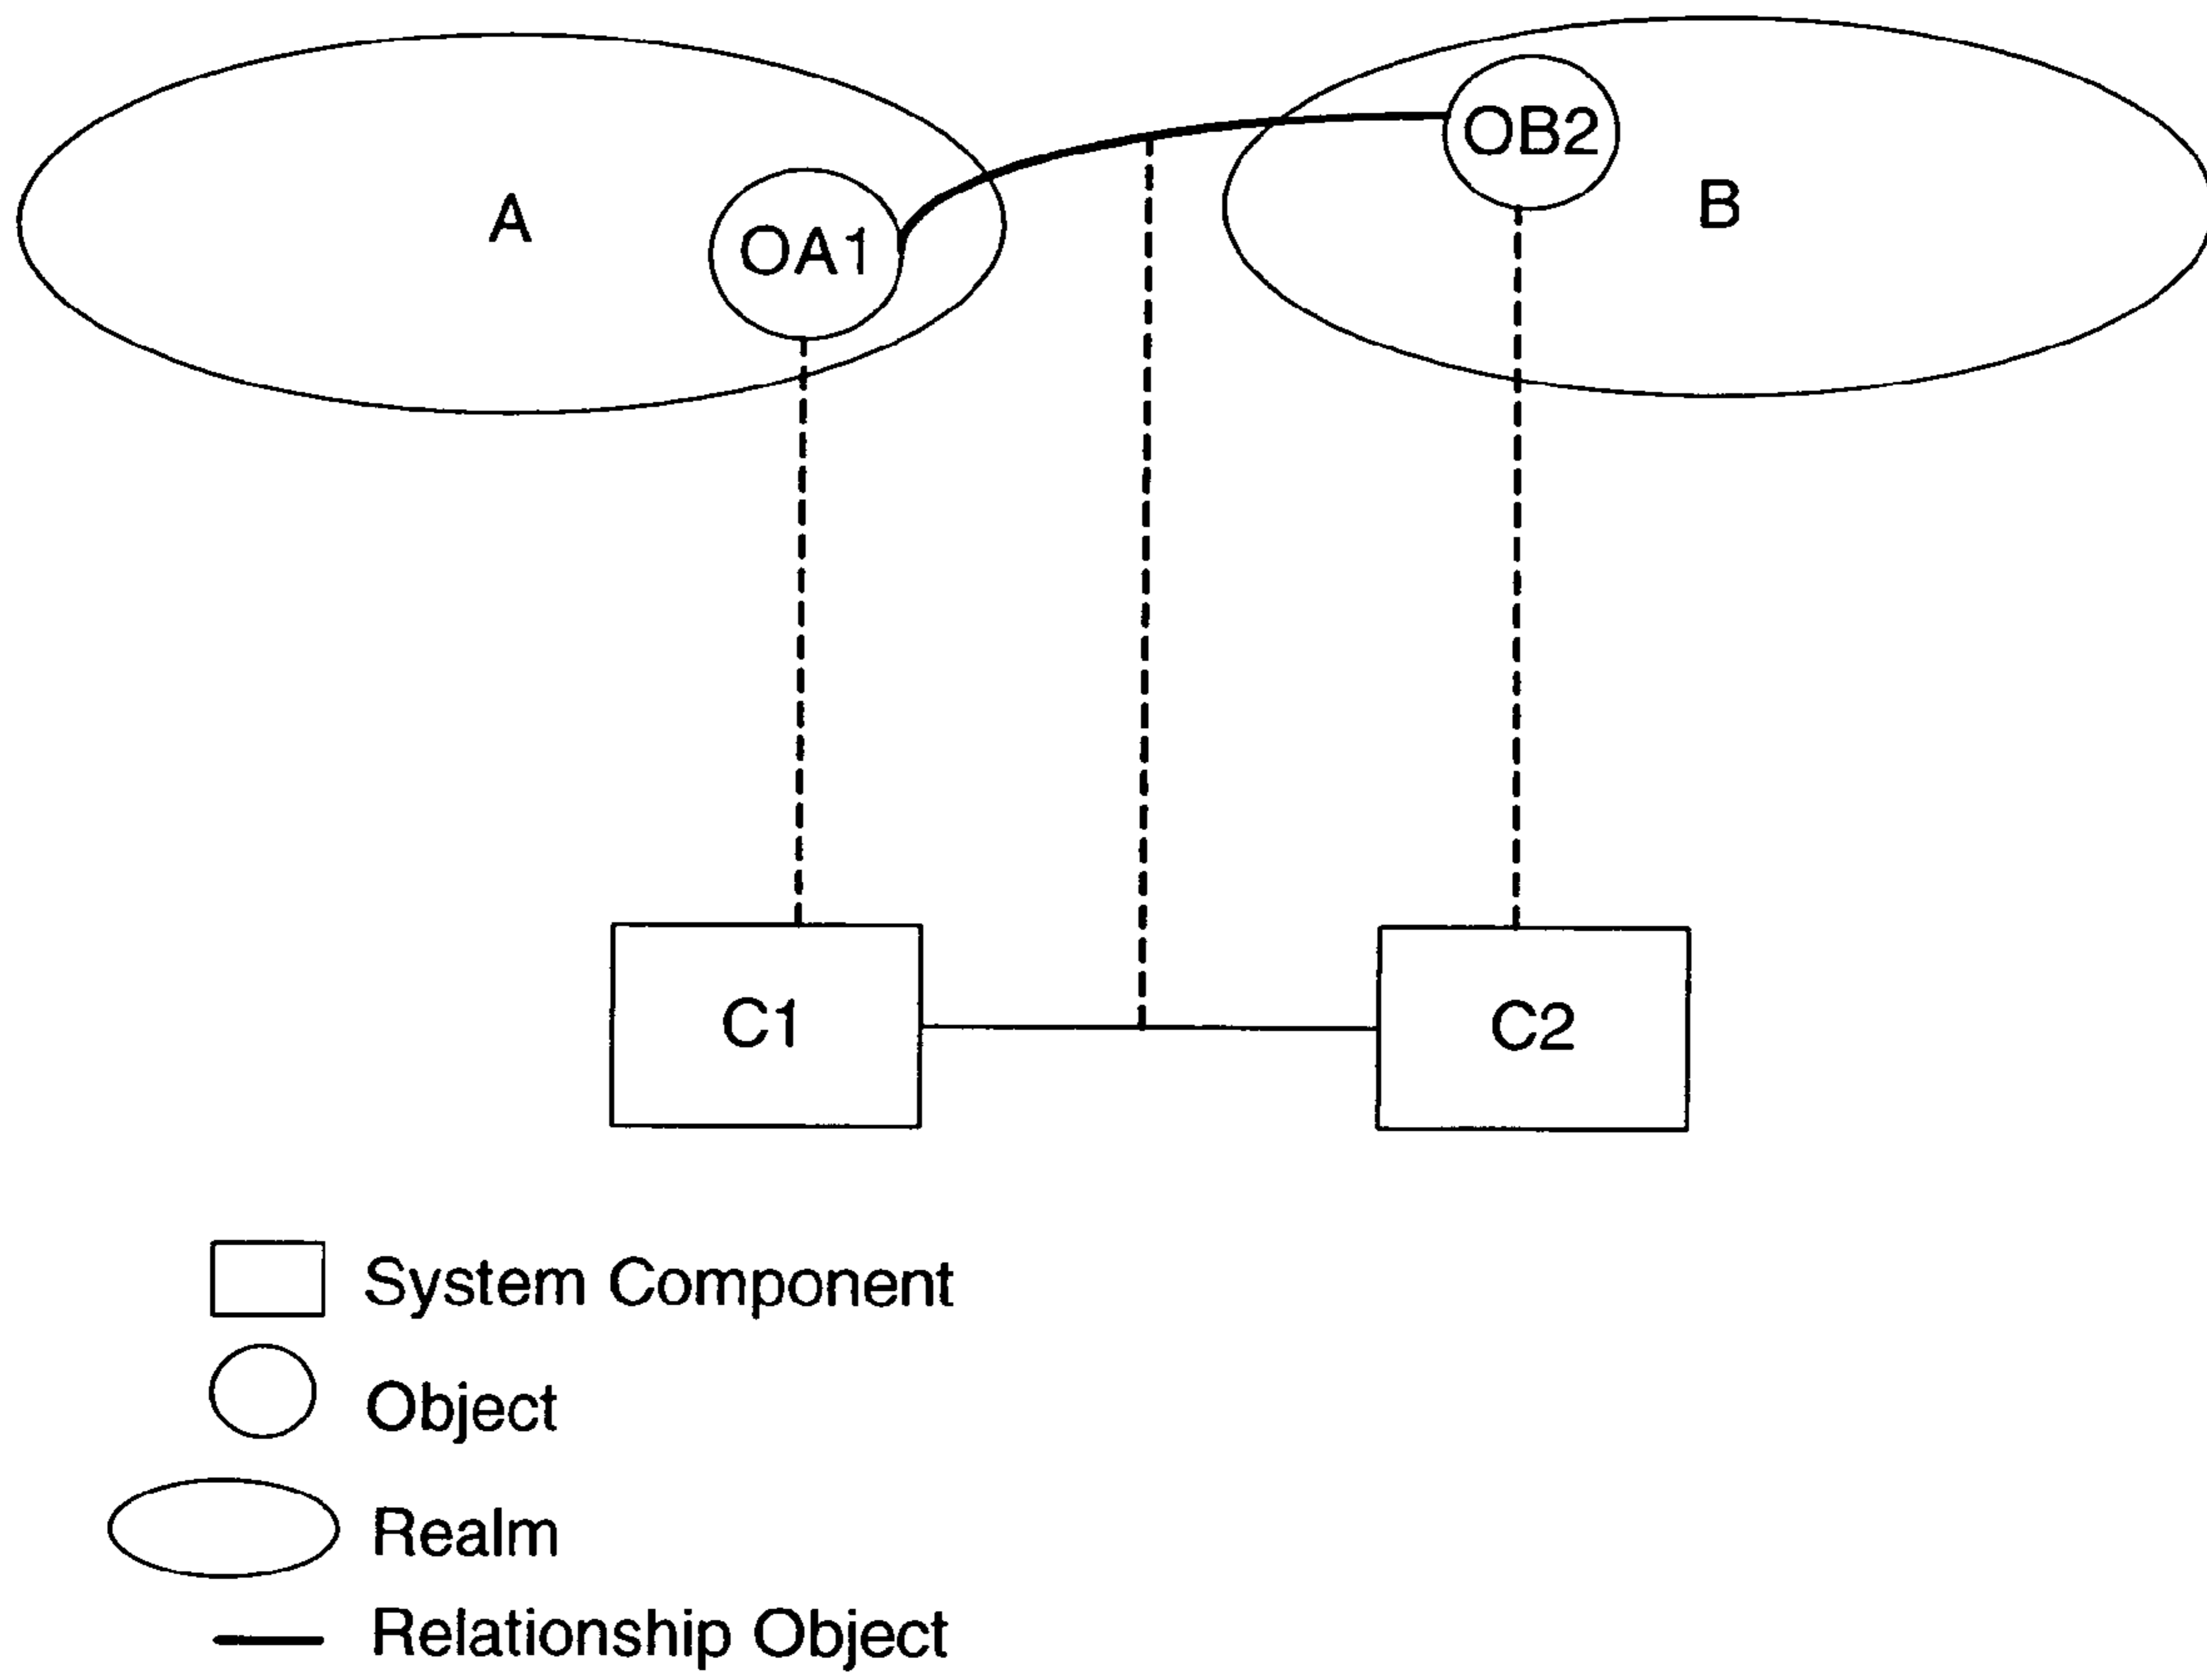 OB2
A
B
OA1
C1
C2
System Component
Object
Realm
Relationship Object